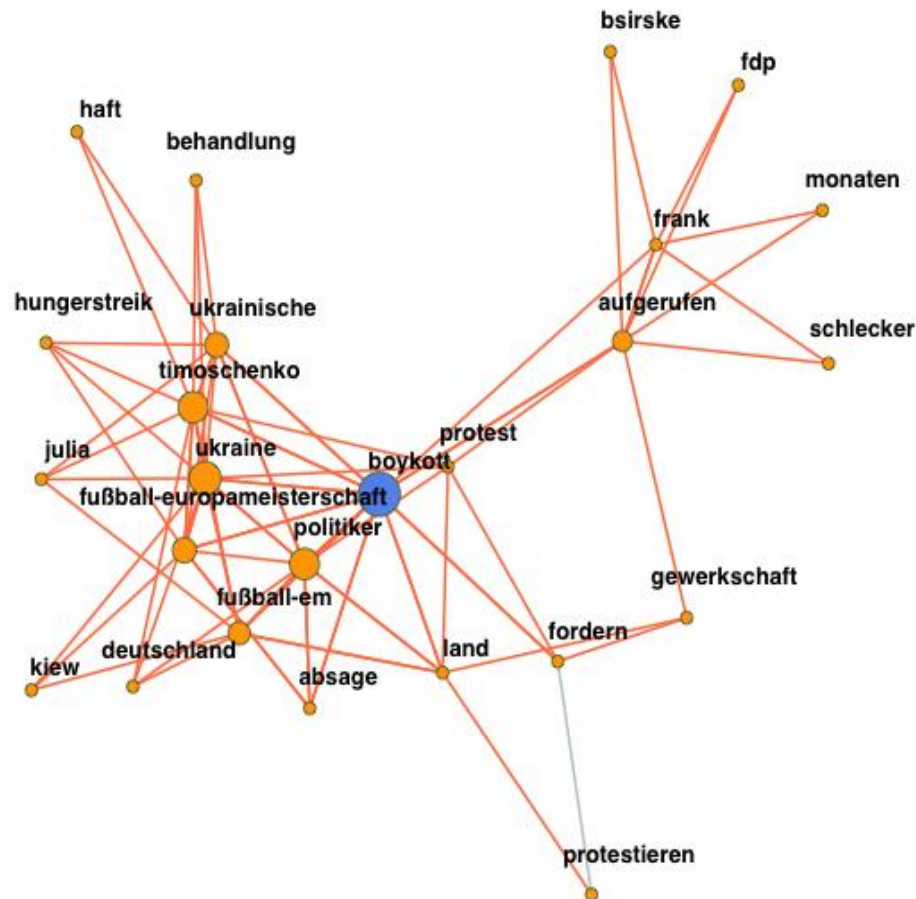 bsirske
fdp
haft
behandlung
monaten
frank
hungerstreik
ukrainische
aufgerufen
schlecker
timoschenko
protest
julia
ukraine
boykott
fußball-europameisterschaft
politiker
gewerkschaft
fußball-em
fordern
deutschland
land
kiew
absage
protestieren